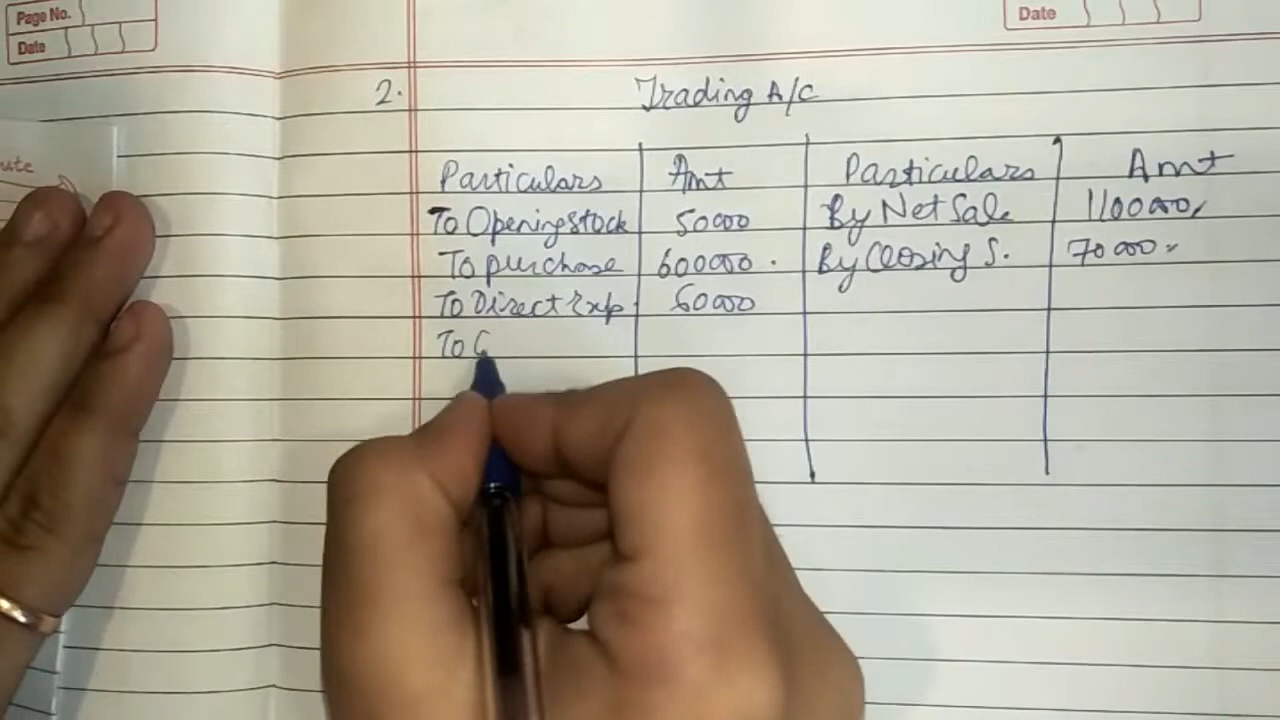 Page No.
Date
Date
ute
2. Trading A/C
Particulars Amt Particulars Amt
To Opening stock 50000 By Net Sale 1100000
To purchase 600000 By Closing S. 70000
To Direct Exp 60000
To G